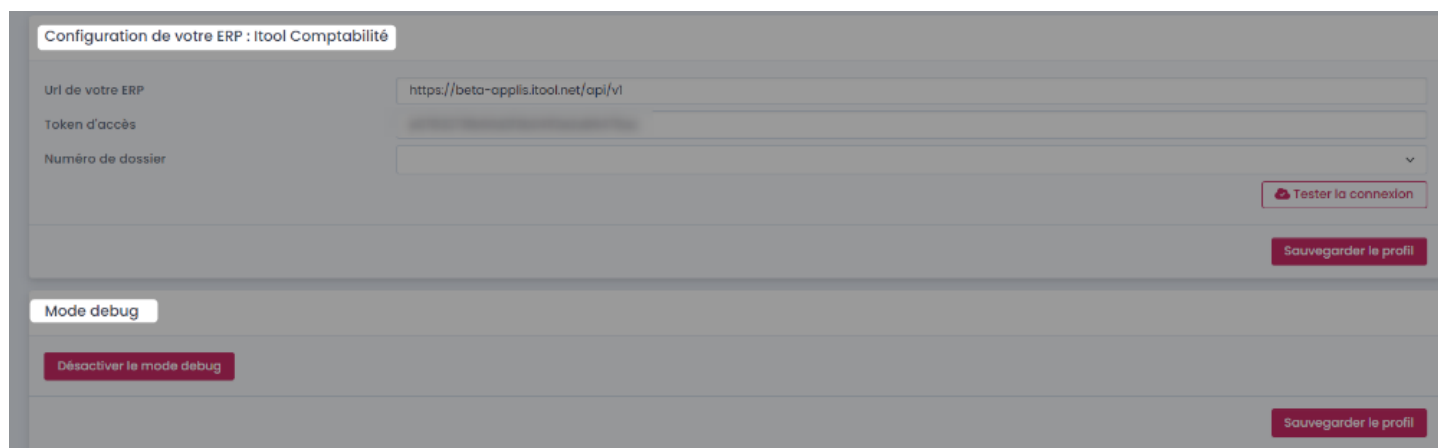 Configuration de votre ERP : Itool Comptabilité
Url de votre ERP https://beta-applis.itool.net/api/v1
Token d'accès
Numéro de dossier
Tester la connexion
Sauvegarder le profil
Mode debug
Désactiver le mode debug
Sauvegarder le profil